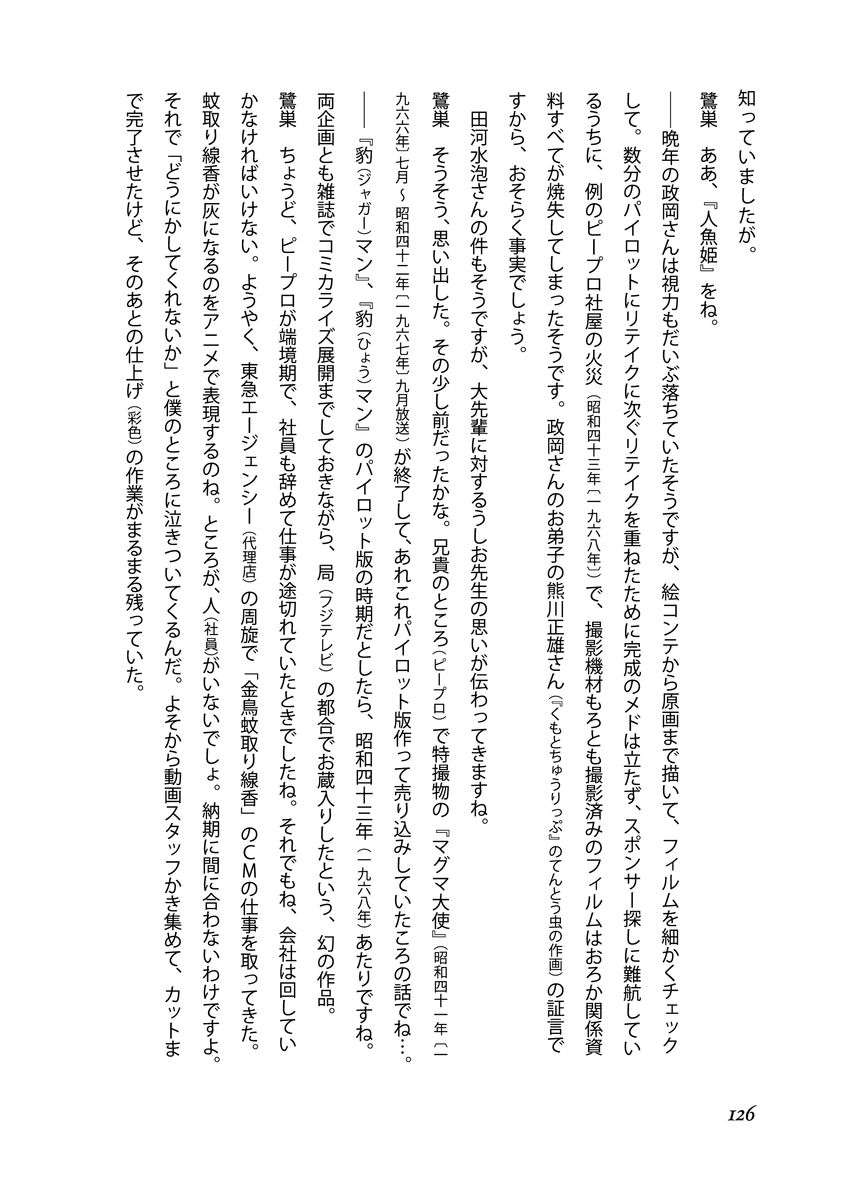 知っていましたが。
鷺巣　ああ、『人魚姫』をね。
――晩年の政岡さんは視力もだいぶ落ちていたそうですが、絵コンテから原画まで描いて、フィルムを細かくチェック
して。数分のパイロットにリテイクに次ぐリテイクを重ねたために完成のメドは立たず、スポンサー探しに難航してい
るうちに、例のピープロ社屋の火災（昭和四十三年〔一九六八年〕）で、撮影機材もろとも撮影済みのフィルムはおろか関係資
料すべてが焼失してしまったそうです。政岡さんのお弟子の熊川正雄さん（『くもとちゅうりっぷ』のてんとう虫の作画）の証言で
すから、おそらく事実でしょう。
　田河水泡さんの件もそうですが、大先輩に対するうしお先生の思いが伝わってきますね。
鷺巣　そうそう、思い出した。その少し前だったかな。兄貴のところ（ピープロ）で特撮物の『マグマ大使』（昭和四十一年〔一
九六六年〕七月～昭和四十二年〔一九六七年〕九月放送）が終了して、あれこれパイロット版作って売り込みしていたころの話でね…。
――『豹（ジャガー）マン』、『豹（ひょう）マン』のパイロット版の時期だとしたら、昭和四十三年（一九六八年）あたりですね。
両企画とも雑誌でコミカライズ展開までしておきながら、局（フジテレビ）の都合でお蔵入りしたという、幻の作品。
鷺巣　ちょうど、ピープロが端境期で、社員も辞めて仕事が途切れていたときでしたね。それでもね、会社は回してい
かなければいけない。ようやく、東急エージェンシー（代理店）の周旋で「金鳥蚊取り線香」のＣＭの仕事を取ってきた。
蚊取り線香が灰になるのをアニメで表現するのね。ところが、人（社員）がいないでしょ。納期に間に合わないわけですよ。
それで「どうにかしてくれないか」と僕のところに泣きついてくるんだ。よそから動画スタッフかき集めて、カットま
で完了させたけど、そのあとの仕上げ（彩色）の作業がまるまる残っていた。
126